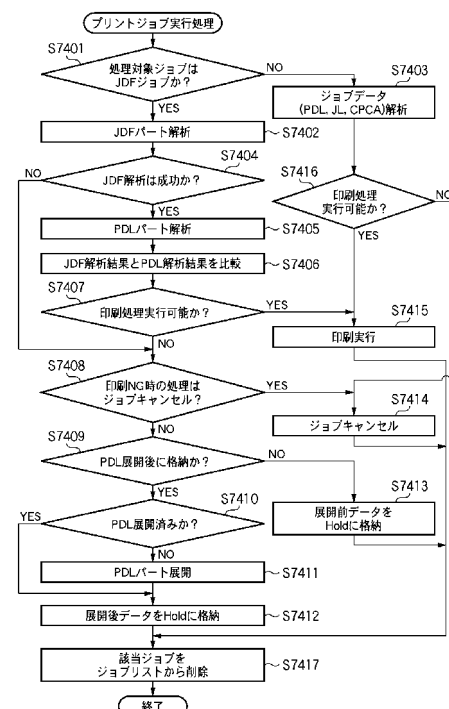 プリントジョブ実行処理
S7401
処理対象ジョブは
JDFジョブか？
NO
YES
S7403
ジョブデータ
(PDL, JL, CPCA)解析
JDFパート解析
S7402
S7404
NO
JDF解析は成功か？
YES
S7416
印刷処理
実行可能か？
NO
YES
PDLパート解析
S7405
JDF解析結果とPDL解析結果を比較
S7406
S7407
印刷処理実行可能か？
YES
NO
S7415
印刷実行
S7408
印刷NG時の処理は
ジョブキャンセル？
YES
NO
S7414
ジョブキャンセル
S7409
PDL展開後に格納か？
NO
YES
S7413
展開前データを
Holdに格納
S7410
YES
PDL展開済みか？
NO
PDLパート展開
S7411
展開後データをHoldに格納
S7412
該当ジョブを
ジョブリストから削除
S7417
終了